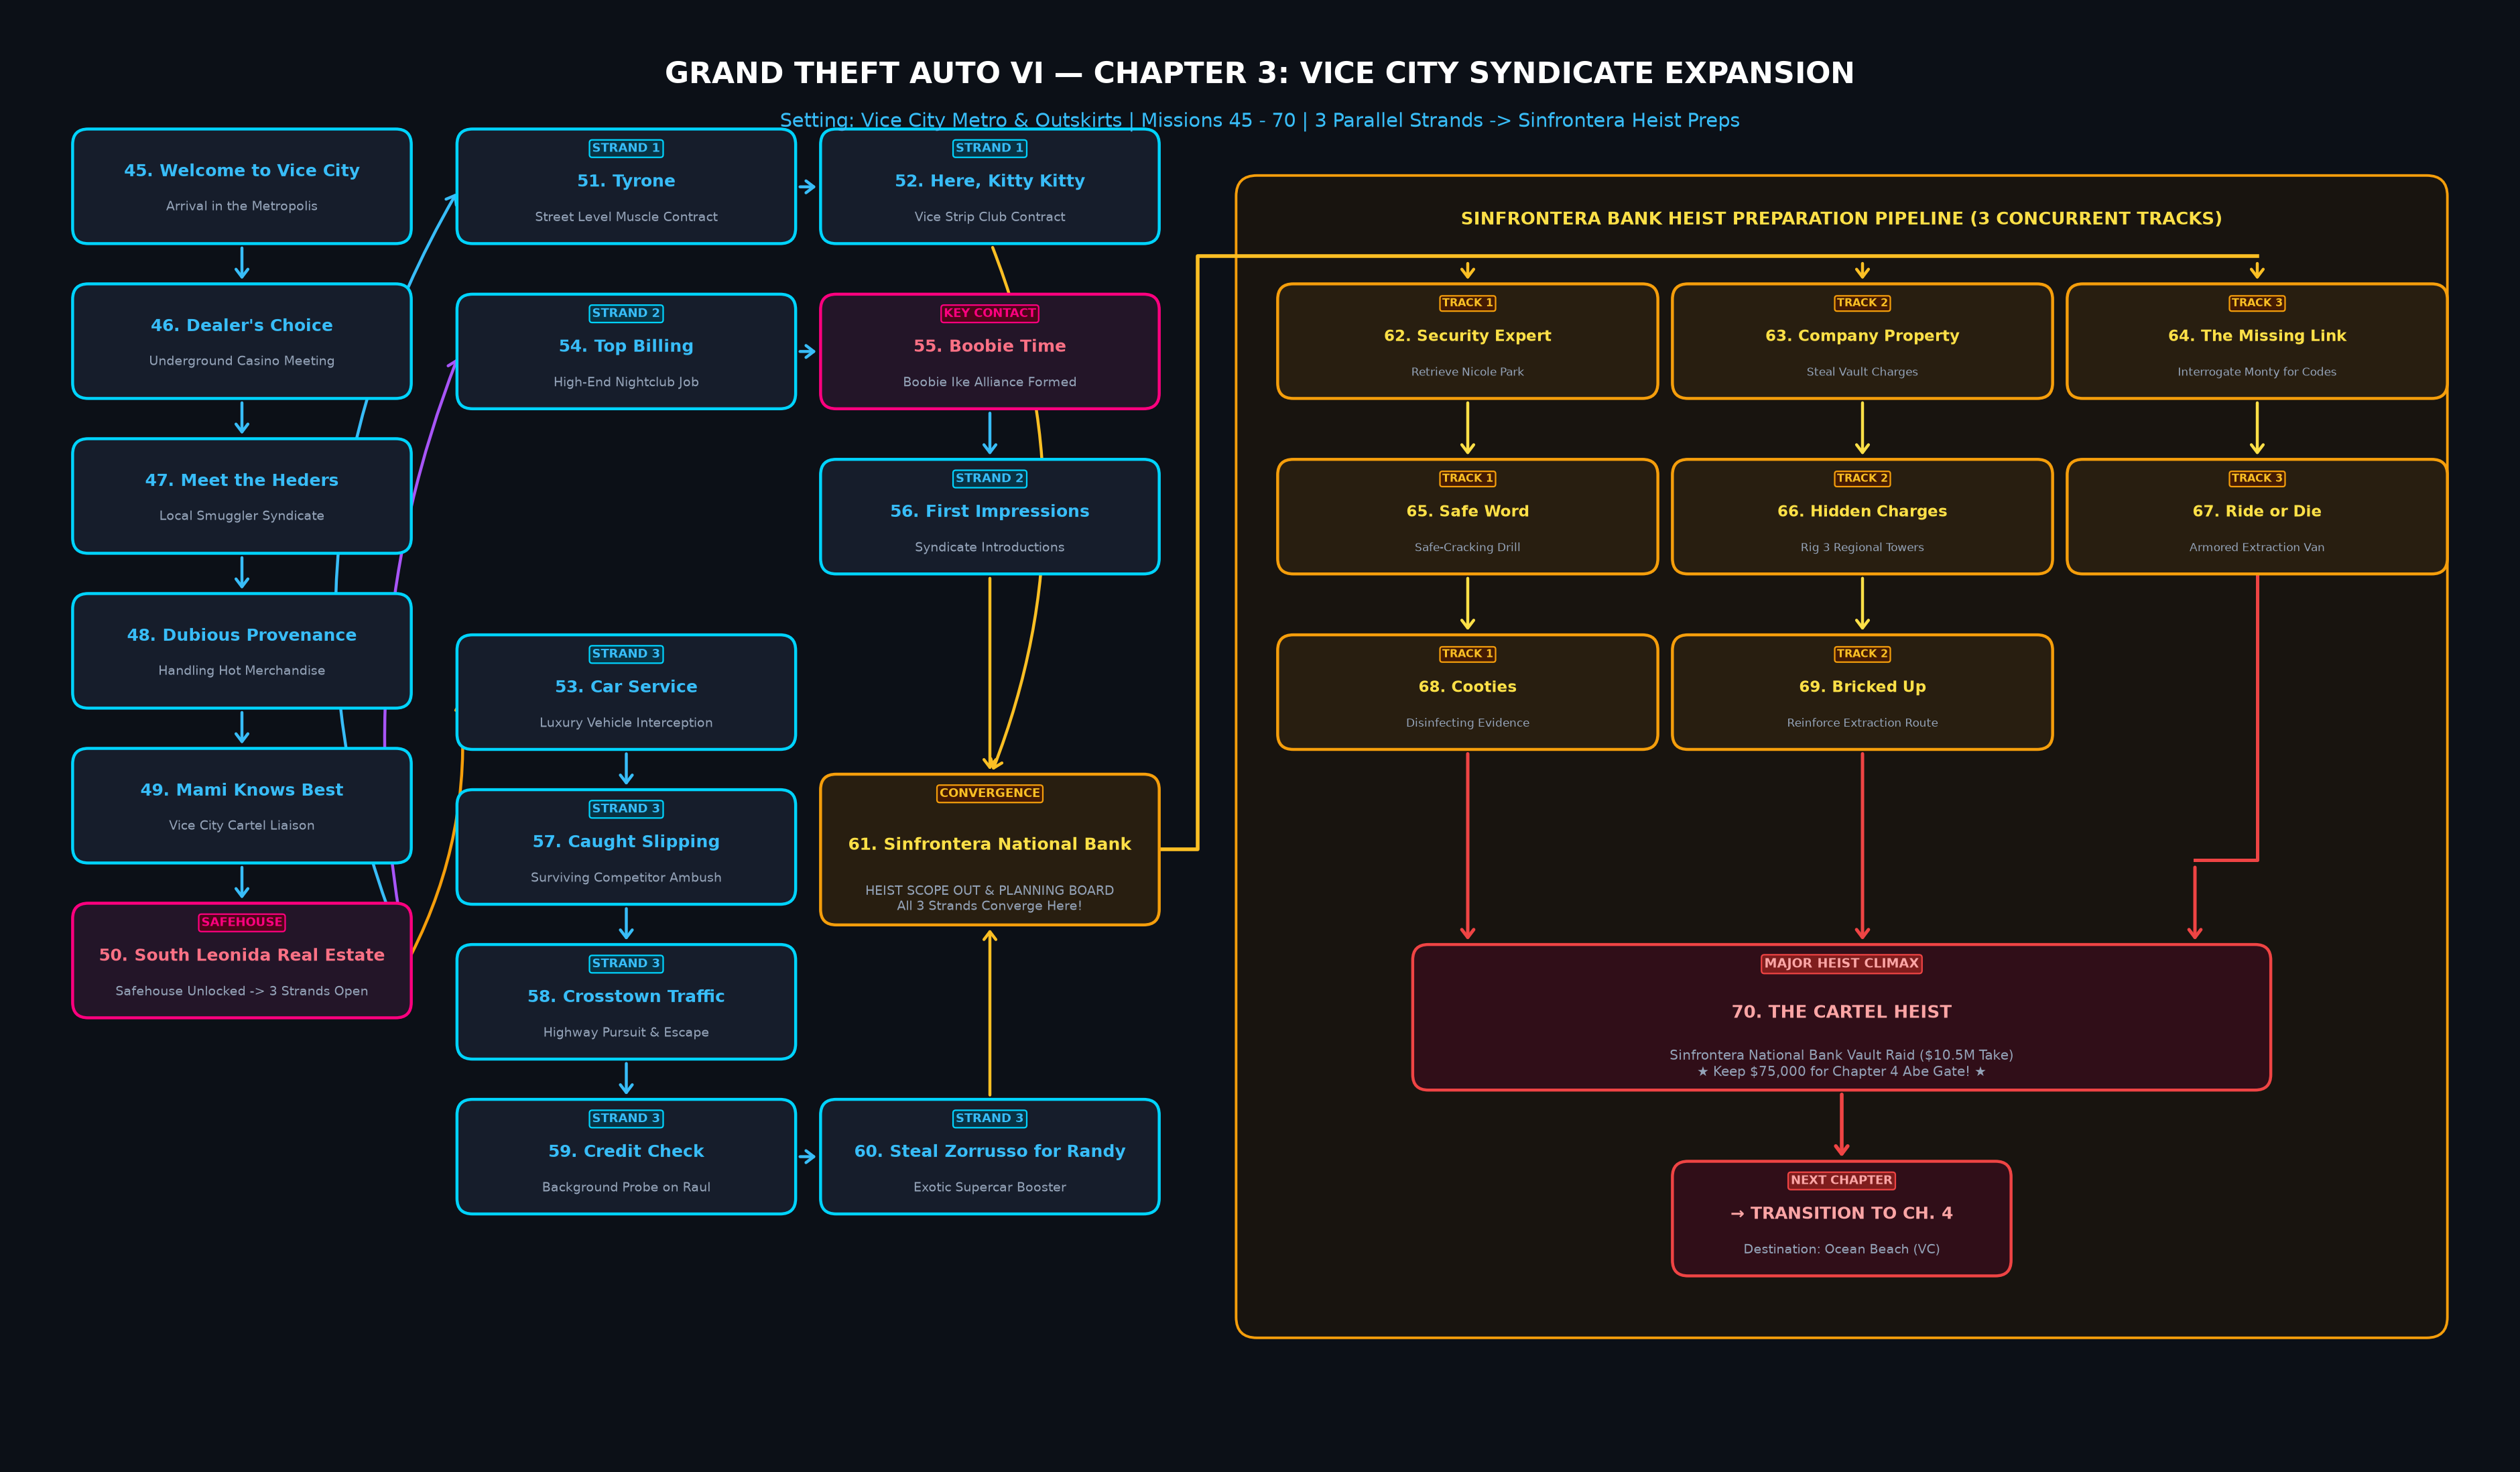 GRAND THEFT AUTO VI — CHAPTER 3: VICE CITY SYNDICATE EXPANSION
Setting: Vice City Metro & Outskirts | Missions 45 - 70 | 3 Parallel Strands -> Sinfrontera Heist Preps
45. Welcome to Vice City
Arrival in the Metropolis
46. Dealer's Choice
Underground Casino Meeting
47. Meet the Heders
Local Smuggler Syndicate
48. Dubious Provenance
Handling Hot Merchandise
49. Mami Knows Best
Vice City Cartel Liaison
SAFEHOUSE
50. South Leonida Real Estate
Safehouse Unlocked -> 3 Strands Open
STRAND 1
51. Tyrone
Street Level Muscle Contract
STRAND 1
52. Here, Kitty Kitty
Vice Strip Club Contract
STRAND 2
54. Top Billing
High-End Nightclub Job
KEY CONTACT
55. Boobie Time
Boobie Ike Alliance Formed
STRAND 2
56. First Impressions
Syndicate Introductions
STRAND 3
53. Car Service
Luxury Vehicle Interception
STRAND 3
57. Caught Slipping
Surviving Competitor Ambush
STRAND 3
58. Crosstown Traffic
Highway Pursuit & Escape
STRAND 3
59. Credit Check
Background Probe on Raul
STRAND 3
60. Steal Zorrusso for Randy
Exotic Supercar Booster
CONVERGENCE
61. Sinfrontera National Bank
HEIST SCOPE OUT & PLANNING BOARD
All 3 Strands Converge Here!
SINFRONTERA BANK HEIST PREPARATION PIPELINE (3 CONCURRENT TRACKS)
TRACK 1
62. Security Expert
Retrieve Nicole Park
TRACK 2
63. Company Property
Steal Vault Charges
TRACK 3
64. The Missing Link
Interrogate Monty for Codes
TRACK 1
65. Safe Word
Safe-Cracking Drill
TRACK 2
66. Hidden Charges
Rig 3 Regional Towers
TRACK 3
67. Ride or Die
Armored Extraction Van
TRACK 1
68. Cooties
Disinfecting Evidence
TRACK 2
69. Bricked Up
Reinforce Extraction Route
MAJOR HEIST CLIMAX
70. THE CARTEL HEIST
Sinfrontera National Bank Vault Raid ($10.5M Take)
★ Keep $75,000 for Chapter 4 Abe Gate! ★
NEXT CHAPTER
→ TRANSITION TO CH. 4
Destination: Ocean Beach (VC)